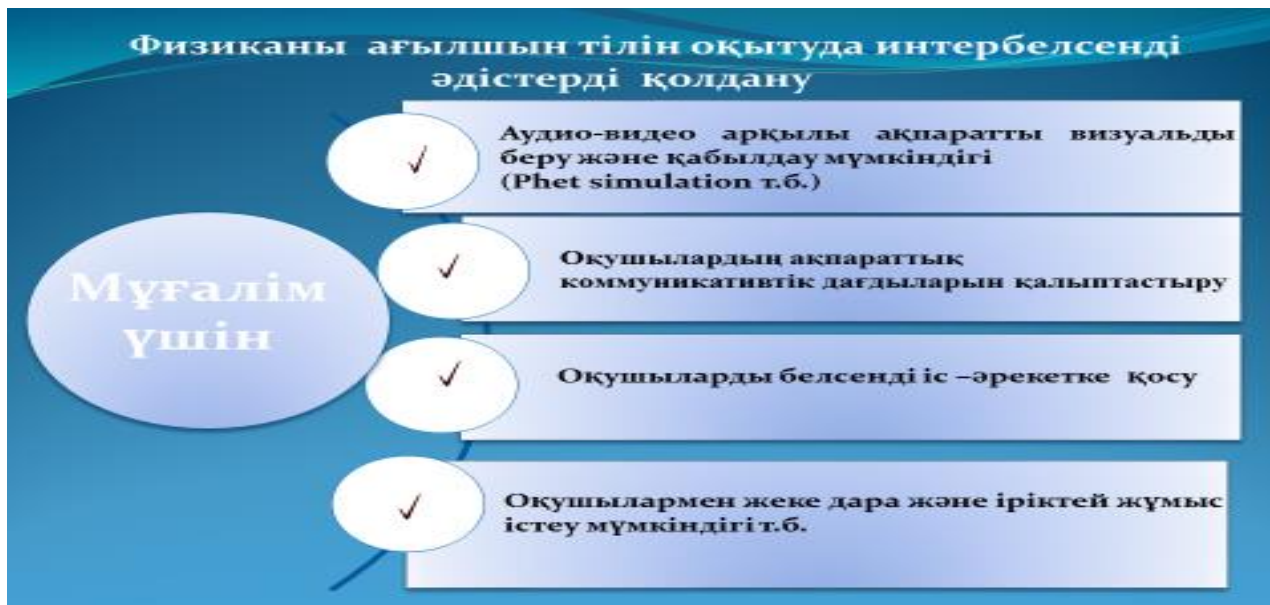 Физиканы ағылшын тілін оқытуда интербелсенді
әдістерді қолдану
Мұғалім
үшін
Аудио-видео арқылы ақпаратты визуальды
беру және қабылдау мүмкіндігі
(Phet simulation т.б.)
Оқушылардың ақпараттық
коммуникативтік дағдыларын қалыптастыру
Оқушыларды белсенді іс –әрекетке қосу
Оқушылармен жеке дара және іріктей жұмыс
істеу мүмкіндігі т.б.